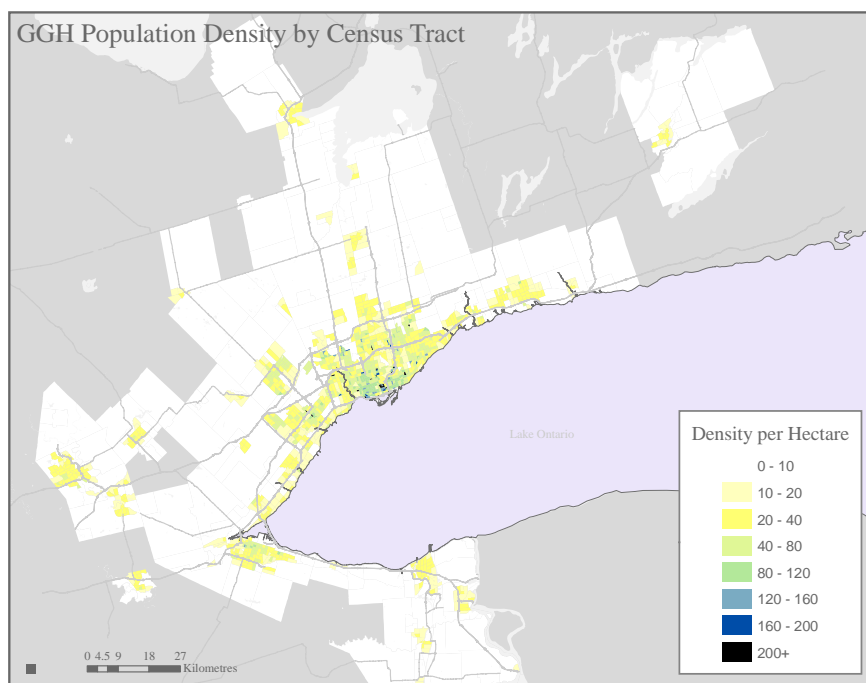 GGH Population Density by Census Tract
Lake Ontario
Density per Hectare
0 - 10
10 - 20
20 - 40
40 - 80
80 - 120
120 - 160
160 - 200
200+
0 4.5 9 18 27
Kilometres